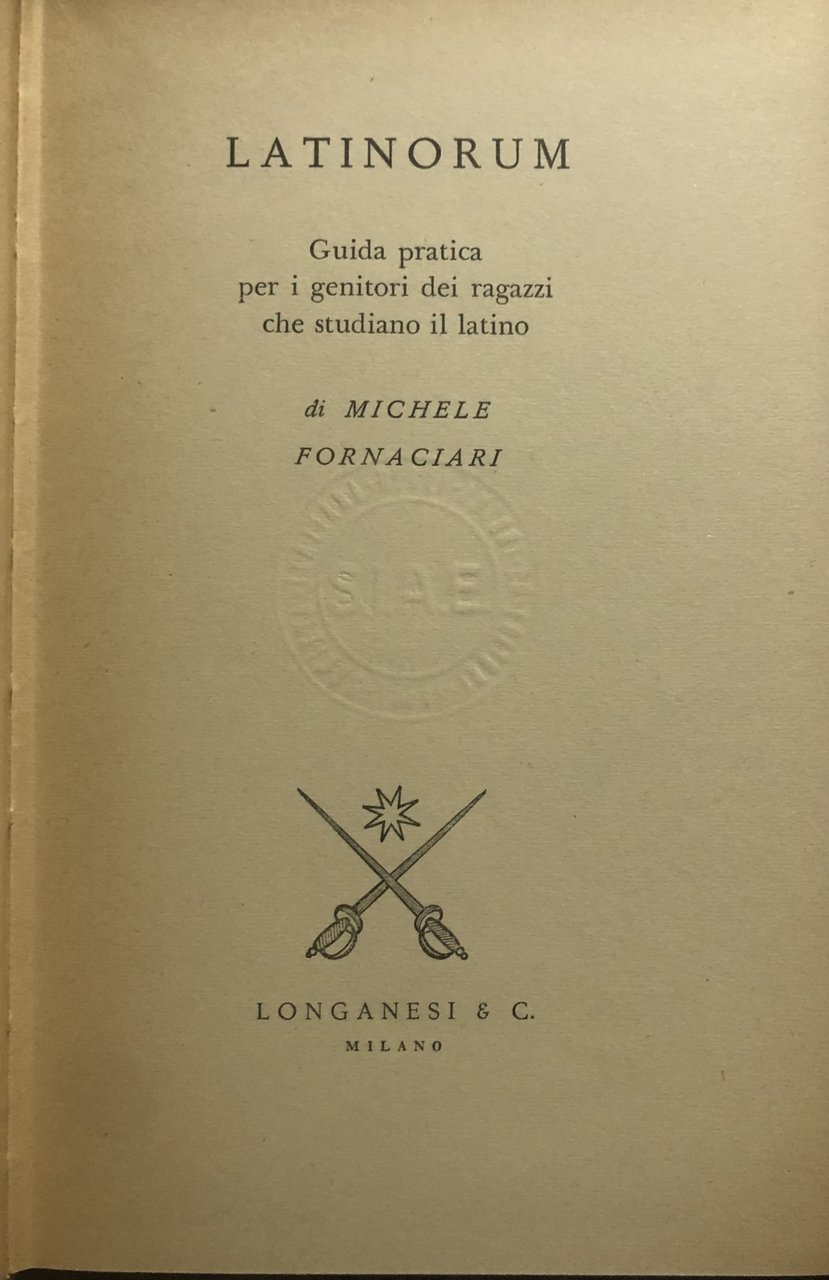 LATINORUM
Guida pratica
per i genitori dei ragazzi
che studiano il latino
di MICHELE
FORNACIARI
S.I.A.E
LONGANESI & C.
MILANO